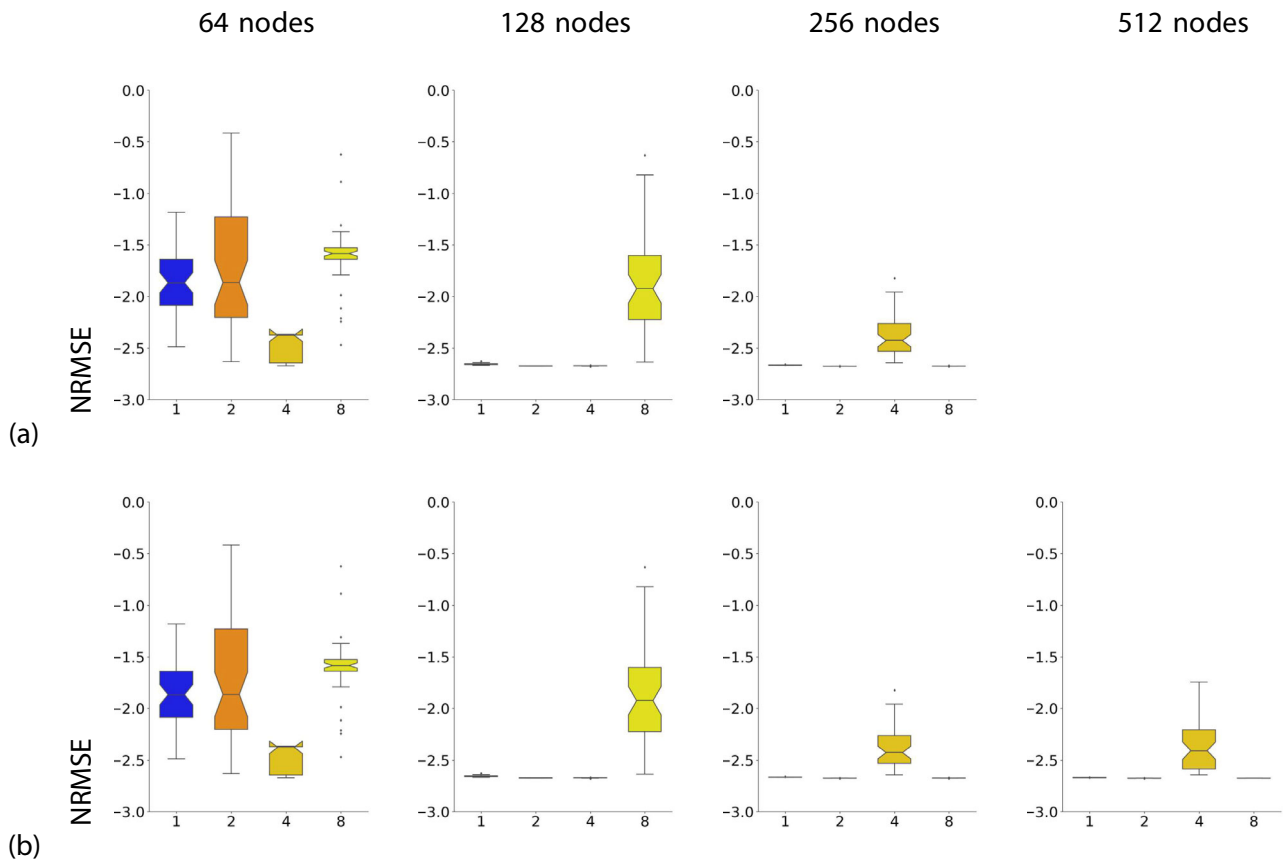 64 nodes 128 nodes 256 nodes 512 nodes
0.0 0.0 0.0
−0.5 −0.5 −0.5
−1.0 −1.0 −1.0
−1.5 −1.5 −1.5
−2.0 −2.0 −2.0
−2.5 −2.5 −2.5
−3.0 −3.0 −3.0
NRMSE
1 2 4 8 1 2 4 8 1 2 4 8
(a)
0.0 0.0 0.0 0.0
−0.5 −0.5 −0.5 −0.5
−1.0 −1.0 −1.0 −1.0
−1.5 −1.5 −1.5 −1.5
−2.0 −2.0 −2.0 −2.0
−2.5 −2.5 −2.5 −2.5
−3.0 −3.0 −3.0 −3.0
NRMSE
1 2 4 8 1 2 4 8 1 2 4 8 1 2 4 8
(b)